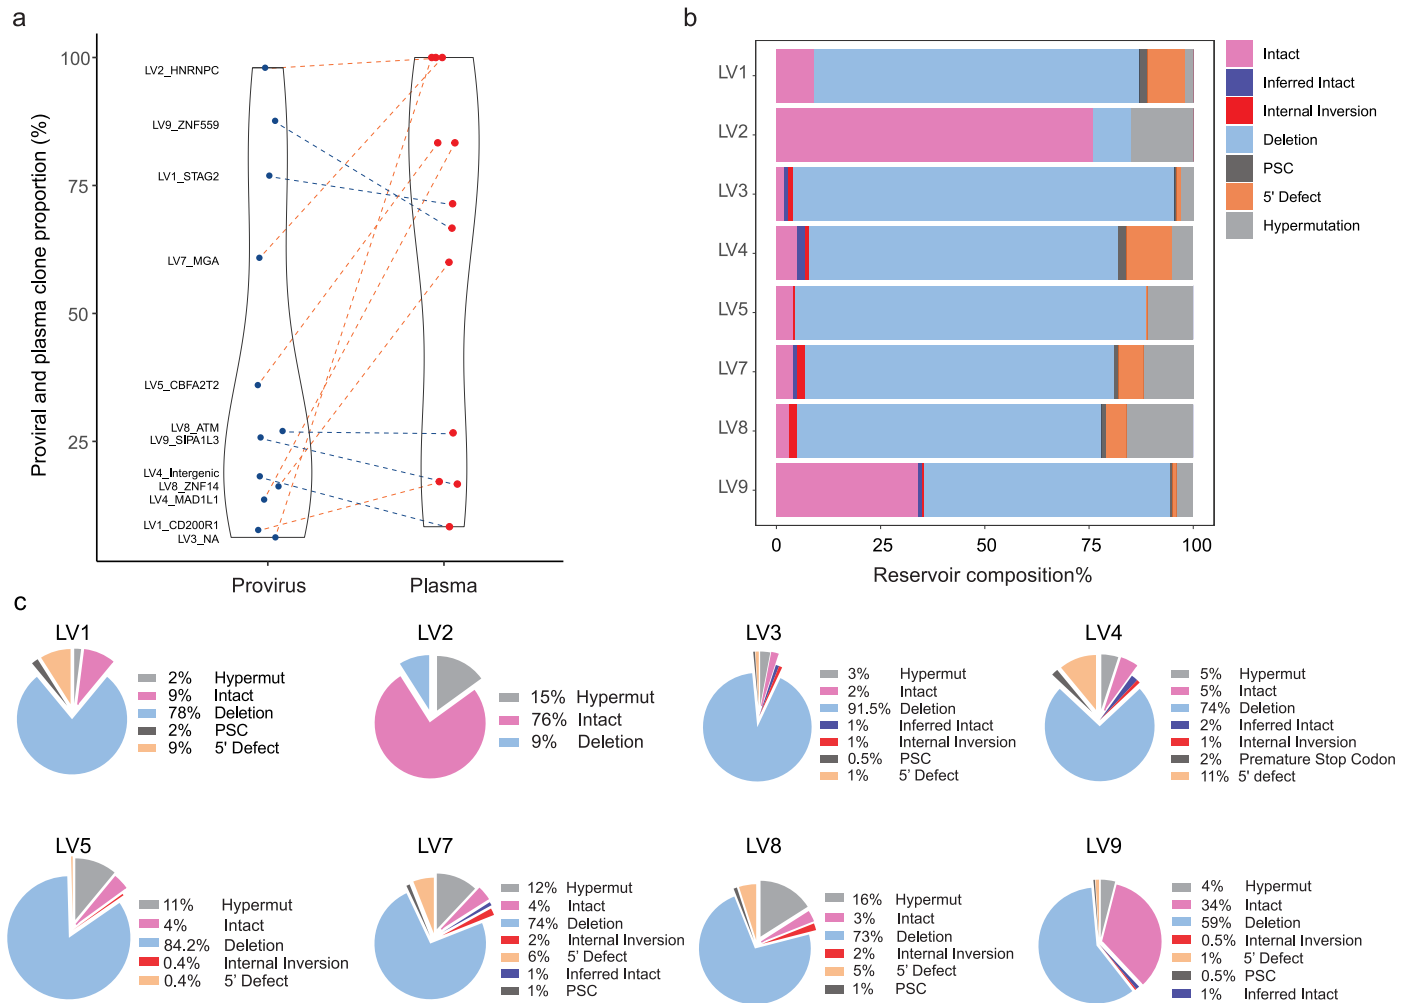 a
Proviral and plasma clone proportion (%)
100
75
50
25
LV2_HNRNPC
LV9_ZNF559
LV1_STAG2
LV7_MGA
LV5_CBFA2T2
LV8_ATM
LV9_SIPA1L3
LV4_Intergenic
LV8_ZNF14
LV4_MAD1L1
LV1_CD200R1
LV3_NA
Provirus
Plasma
b
LV1
LV2
LV3
LV4
LV5
LV7
LV8
LV9
0
25
50
75
100
Reservoir composition%
Intact
Inferred Intact
Internal Inversion
Deletion
PSC
5' Defect
Hypermutation
c
LV1
2% Hypermut
9% Intact
78% Deletion
2% PSC
9% 5' Defect
LV2
15% Hypermut
76% Intact
9% Deletion
LV3
3% Hypermut
2% Intact
91.5% Deletion
1% Inferred Intact
1% Internal Inversion
0.5% PSC
1% 5' Defect
LV4
5% Hypermut
5% Intact
74% Deletion
2% Inferred Intact
1% Internal Inversion
2% Premature Stop Codon
11% 5' defect
LV5
11% Hypermut
4% Intact
84.2% Deletion
0.4% Internal Inversion
0.4% 5' Defect
LV7
12% Hypermut
4% Intact
74% Deletion
2% Internal Inversion
6% 5' Defect
1% Inferred Intact
1% PSC
LV8
16% Hypermut
3% Intact
73% Deletion
2% Internal Inversion
5% 5' Defect
1% PSC
LV9
4% Hypermut
34% Intact
59% Deletion
0.5% Internal Inversion
1% 5' Defect
0.5% PSC
1% Inferred Intact